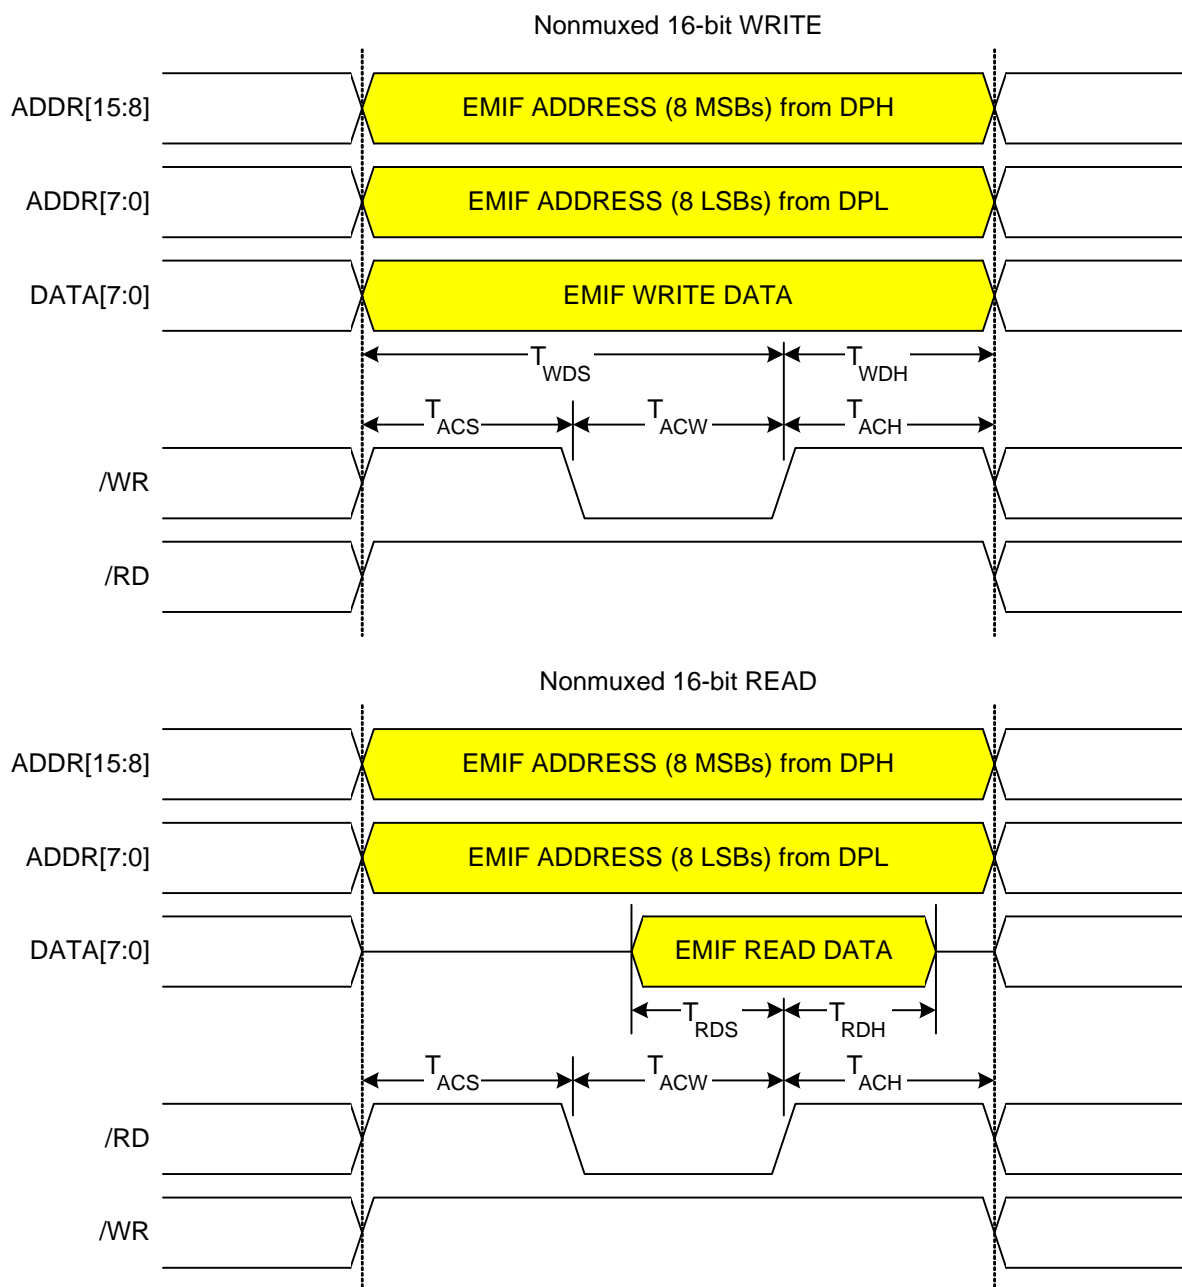 Nonmuxed 16-bit WRITE
ADDR[15:8] EMIF ADDRESS (8 MSBs) from DPH
ADDR[7:0] EMIF ADDRESS (8 LSBs) from DPL
DATA[7:0] EMIF WRITE DATA
TWDS TWDH
TACS TACW TACH
/WR
/RD
Nonmuxed 16-bit READ
ADDR[15:8] EMIF ADDRESS (8 MSBs) from DPH
ADDR[7:0] EMIF ADDRESS (8 LSBs) from DPL
DATA[7:0] EMIF READ DATA
TRDS TRDH
TACS TACW TACH
/RD
/WR